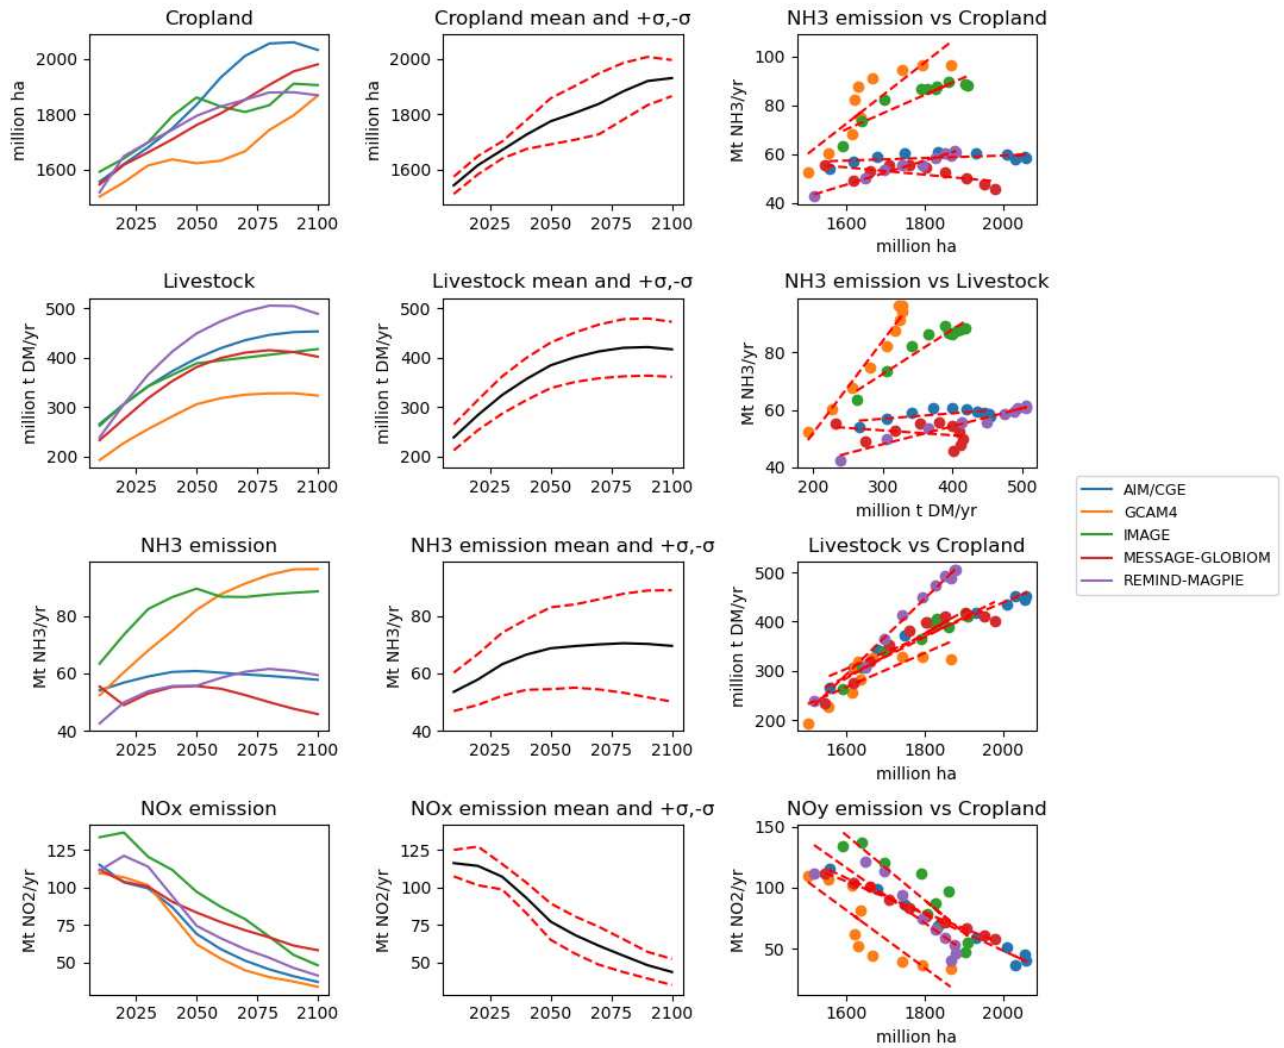 Cropland
Cropland mean and +σ,-σ
NH3 emission vs Cropland
million ha
2000
1800
1600
2025 2050 2075 2100
million ha
2000
1800
1600
2025 2050 2075 2100
Mt NH3/yr
100
80
60
40
1600 1800 2000
million ha
Livestock
Livestock mean and +σ,-σ
NH3 emission vs Livestock
million t DM/yr
500
400
300
200
2025 2050 2075 2100
million t DM/yr
500
400
300
200
2025 2050 2075 2100
Mt NH3/yr
80
60
40
200 300 400 500
million t DM/yr
AIM/CGE
GCAM4
IMAGE
MESSAGE-GLOBIOM
REMIND-MAGPIE
NH3 emission
NH3 emission mean and +σ,-σ
Livestock vs Cropland
Mt NH3/yr
80
60
40
2025 2050 2075 2100
Mt NH3/yr
80
60
40
2025 2050 2075 2100
million t DM/yr
500
400
300
200
1600 1800 2000
million ha
NOx emission
NOx emission mean and +σ,-σ
NOy emission vs Cropland
Mt NO2/yr
125
100
75
50
2025 2050 2075 2100
Mt NO2/yr
125
100
75
50
2025 2050 2075 2100
Mt NO2/yr
150
100
50
1600 1800 2000
million ha